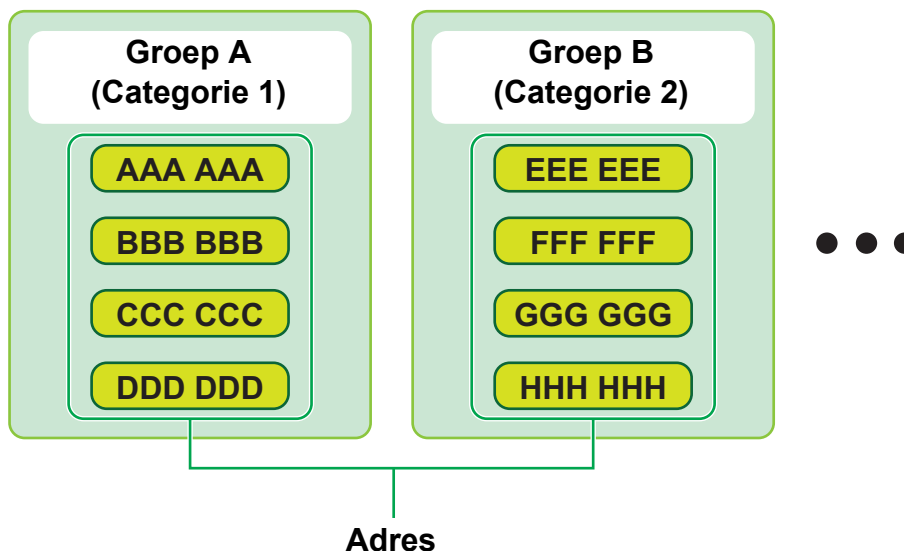 Groep A
(Categorie 1)
AAA AAA
BBB BBB
CCC CCC
DDD DDD
Groep B
(Categorie 2)
EEE EEE
FFF FFF
GGG GGG
HHH HHH
Adres